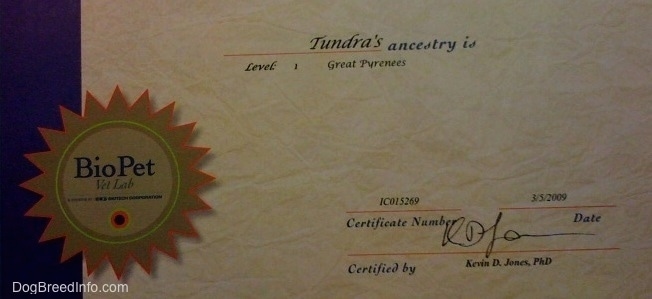 Tundra's ancestry is
Level: 1 Great Pyrenees
BioPet
Vet Lab
IC015269 3/5/2009
Certificate Number Date
Kevin D. Jones, PhD
Certified by
DogBreedInfo.com